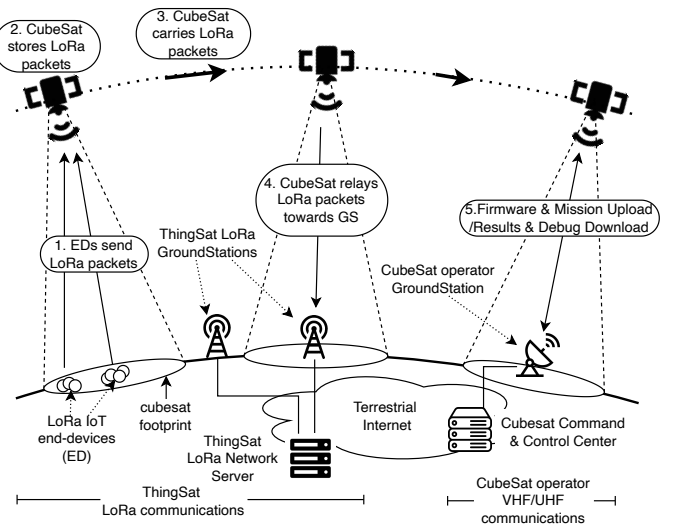 2. CubeSat
stores LoRa
packets
3. CubeSat
carries LoRa
packets
4. CubeSat relays
LoRa packets
towards GS
5.Firmware & Mission Upload
/Results & Debug Download
1. EDs send
LoRa packets
ThingSat LoRa
GroundStations
CubeSat operator
GroundStation
LoRa IoT
end-devices
(ED)
cubesat
footprint
ThingSat
LoRa Network
Server
Terrestrial
Internet
Cubesat Command
& Control Center
ThingSat
LoRa communications
CubeSat operator
VHF/UHF
communications